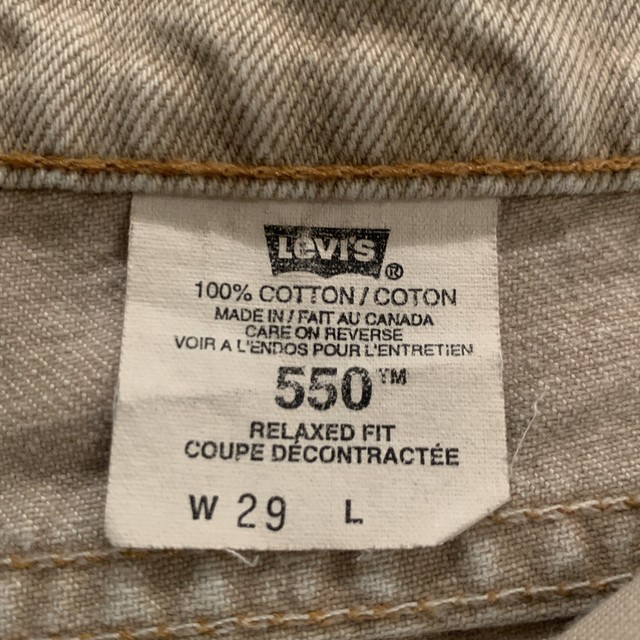 Levi's ®
100% COTTON / COTON
MADE IN / FAIT AU CANADA
CARE ON REVERSE
VOIR A L'ENDOS POUR L'ENTRETIEN
550™
RELAXED FIT
COUPE DÉCONTRACTÉE
W 29 L